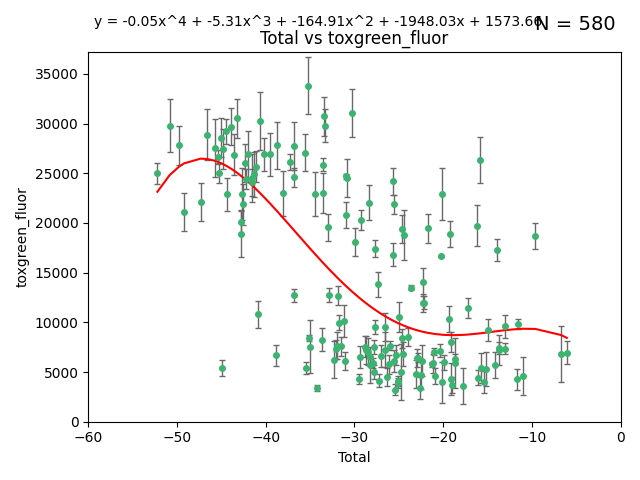 y = -0.05x^4 + -5.31x^3 + -164.91x^2 + -1948.03x + 1573.66
N = 580
Total vs toxgreen_fluor
35000
30000
25000
20000
15000
10000
5000
0
toxgreen_fluor
−60 −50 −40 −30 −20 −10 0
Total